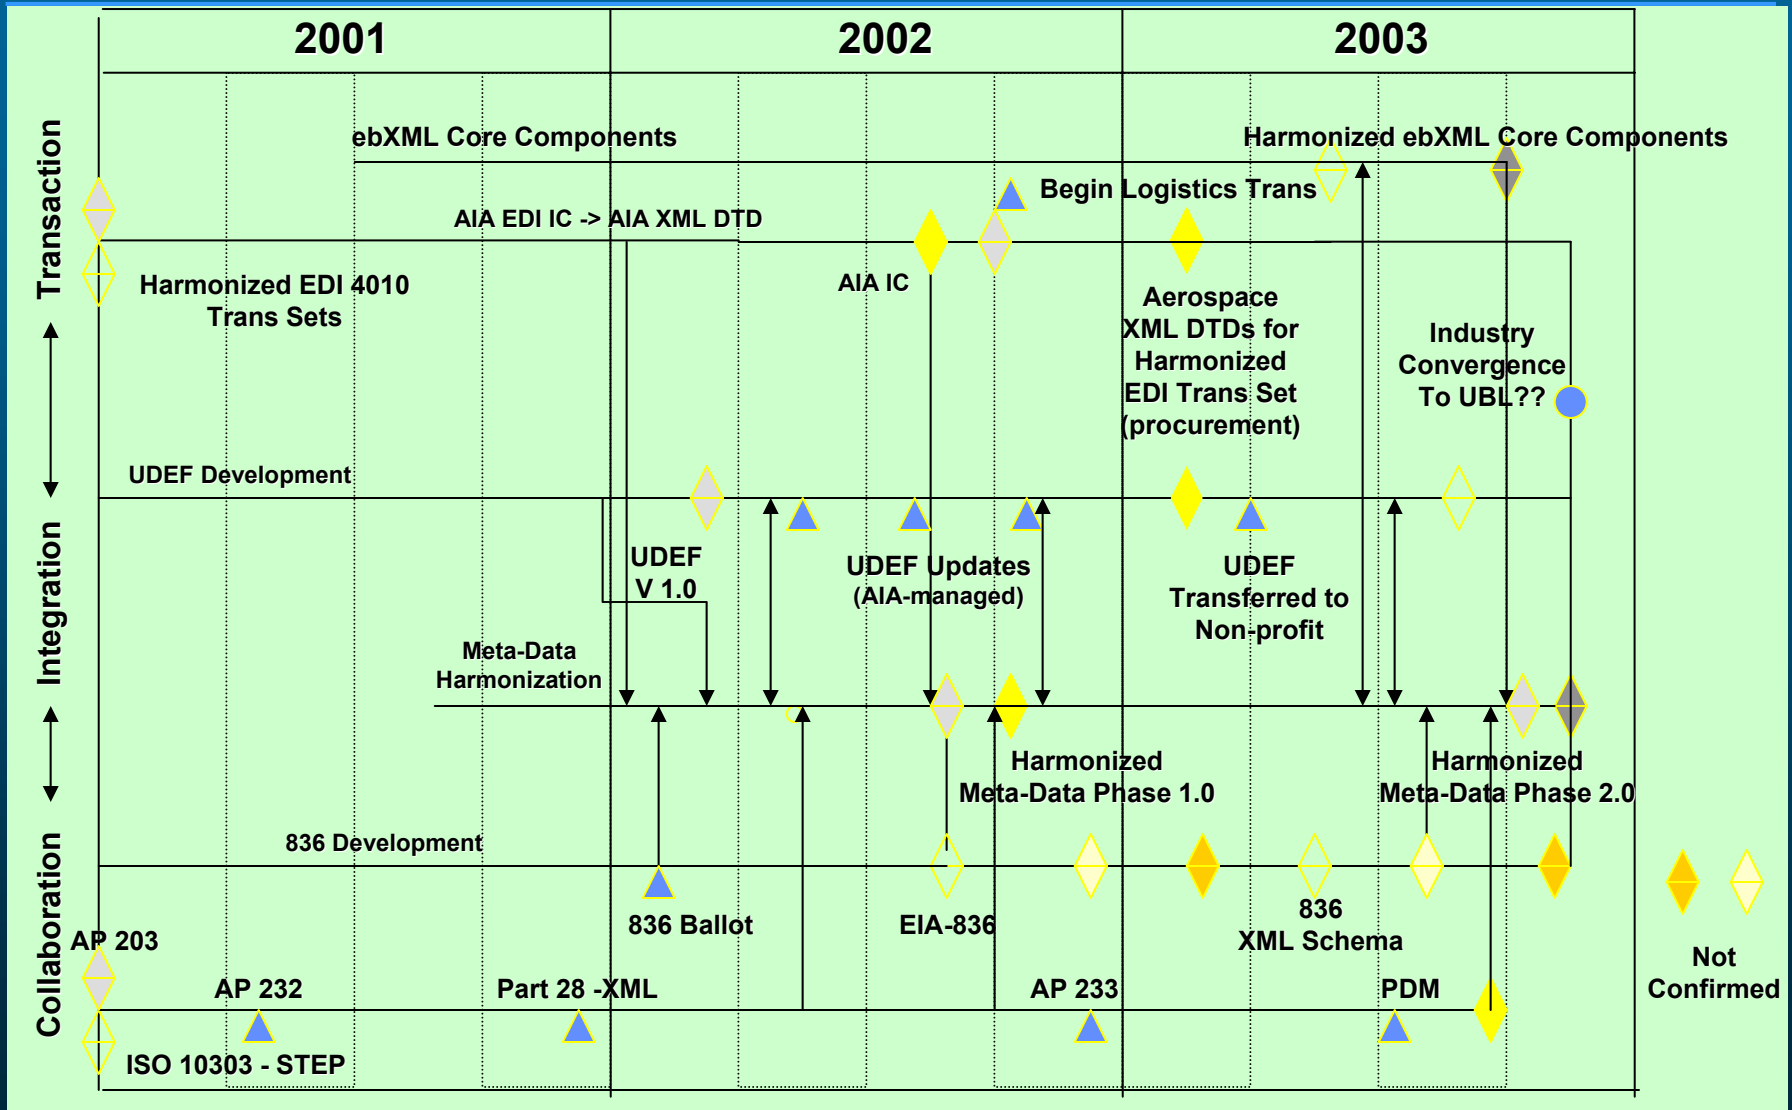 2001
2002
2003
Transaction
Integration
Collaboration
ebXML Core Components
Harmonized ebXML Core Components
Begin Logistics Trans
AIA EDI IC -> AIA XML DTD
Harmonized EDI 4010
Trans Sets
AIA IC
Aerospace
XML DTDs for
Harmonized
EDI Trans Set
(procurement)
Industry
Convergence
To UBL??
UDEF Development
UDEF
V 1.0
UDEF Updates
(AIA-managed)
UDEF
Transferred to
Non-profit
Meta-Data
Harmonization
Harmonized
Meta-Data Phase 1.0
Harmonized
Meta-Data Phase 2.0
836 Development
836 Ballot
EIA-836
836
XML Schema
AP 203
AP 232
Part 28 -XML
AP 233
PDM
ISO 10303 - STEP
Not
Confirmed